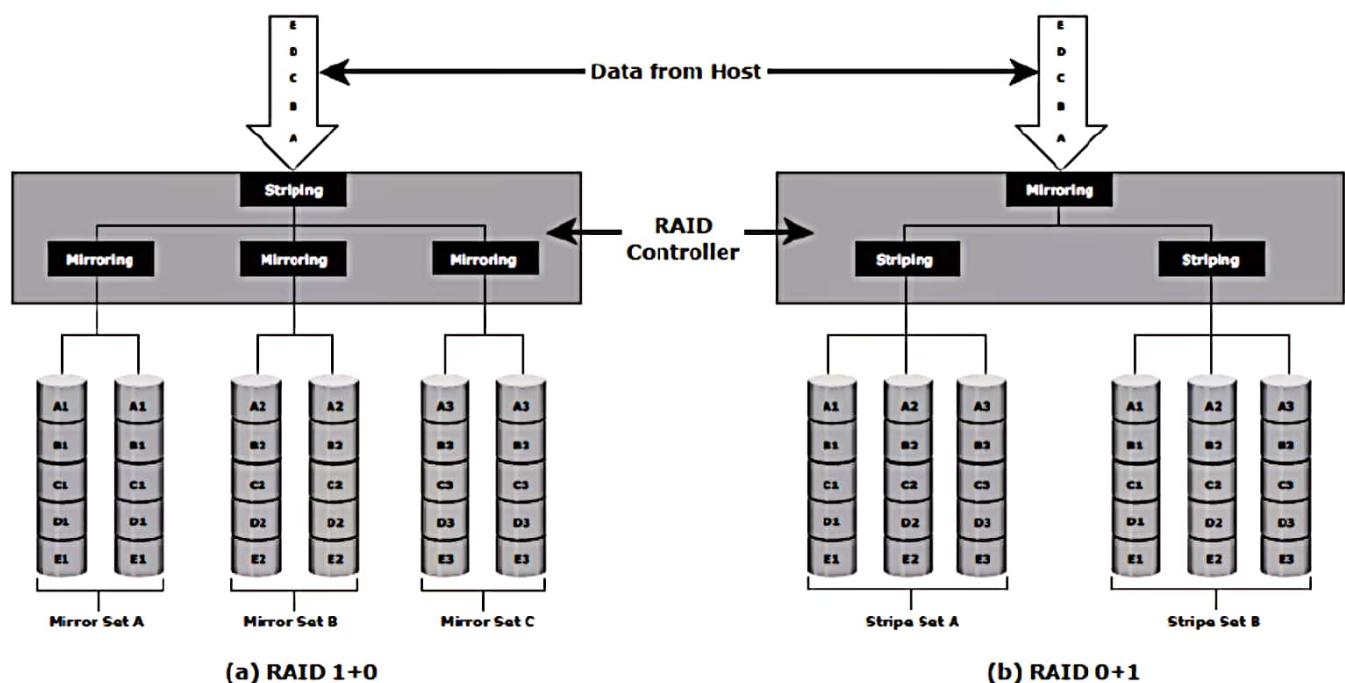 E E
D D
C Data from Host C
B B
A A
Striping Mirroring
RAID
Controller
Mirroring Mirroring Mirroring Striping Striping
A1 A1 A2 A2 A3 A3 A1 A2 A3 A1 A2 A3
B1 B1 B2 B2 B3 B3 B1 B2 B3 B1 B2 B3
C1 C1 C2 C2 C3 C3 C1 C2 C3 C1 C2 C3
D1 D1 D2 D2 D3 D3 D1 D2 D3 D1 D2 D3
E1 E1 E2 E2 E3 E3 E1 E2 E3 E1 E2 E3
Mirror Set A Mirror Set B Mirror Set C Stripe Set A Stripe Set B
(a) RAID 1+0 (b) RAID 0+1